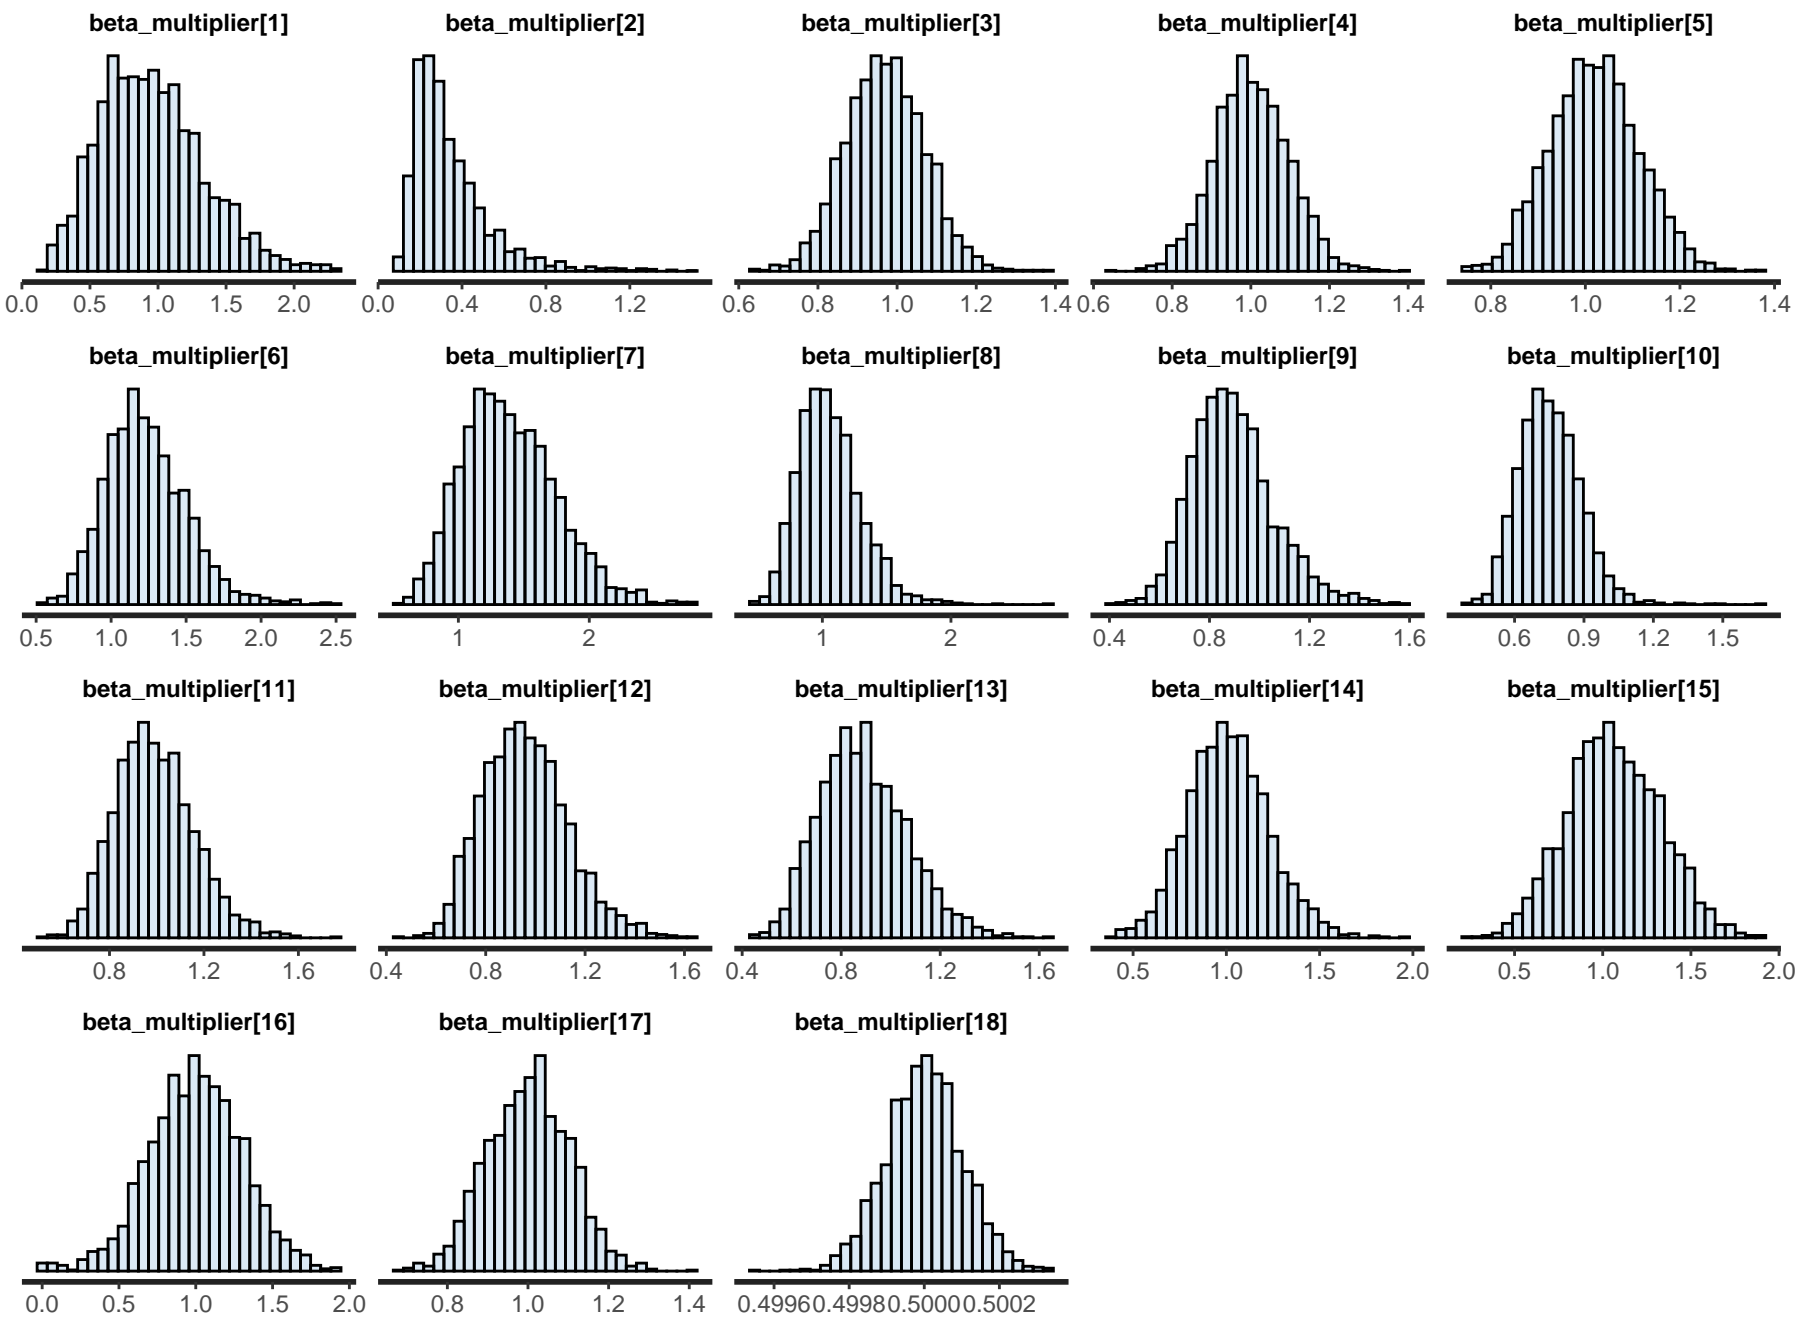 beta_multiplier[1] beta_multiplier[2] beta_multiplier[3] beta_multiplier[4] beta_multiplier[5]
0.0 0.5 1.0 1.5 2.0 0.0 0.4 0.8 1.2 0.6 0.8 1.0 1.2 1.4 0.6 0.8 1.0 1.2 1.4 0.8 1.0 1.2 1.4
beta_multiplier[6] beta_multiplier[7] beta_multiplier[8] beta_multiplier[9] beta_multiplier[10]
0.5 1.0 1.5 2.0 2.5 1 2 1 2 0.4 0.8 1.2 1.6 0.6 0.9 1.2 1.5
beta_multiplier[11] beta_multiplier[12] beta_multiplier[13] beta_multiplier[14] beta_multiplier[15]
0.8 1.2 1.6 0.4 0.8 1.2 1.6 0.4 0.8 1.2 1.6 0.5 1.0 1.5 2.0 0.5 1.0 1.5 2.0
beta_multiplier[16] beta_multiplier[17] beta_multiplier[18]
0.0 0.5 1.0 1.5 2.0 0.8 1.0 1.2 1.4 0.4996 0.4998 0.5000 0.5002